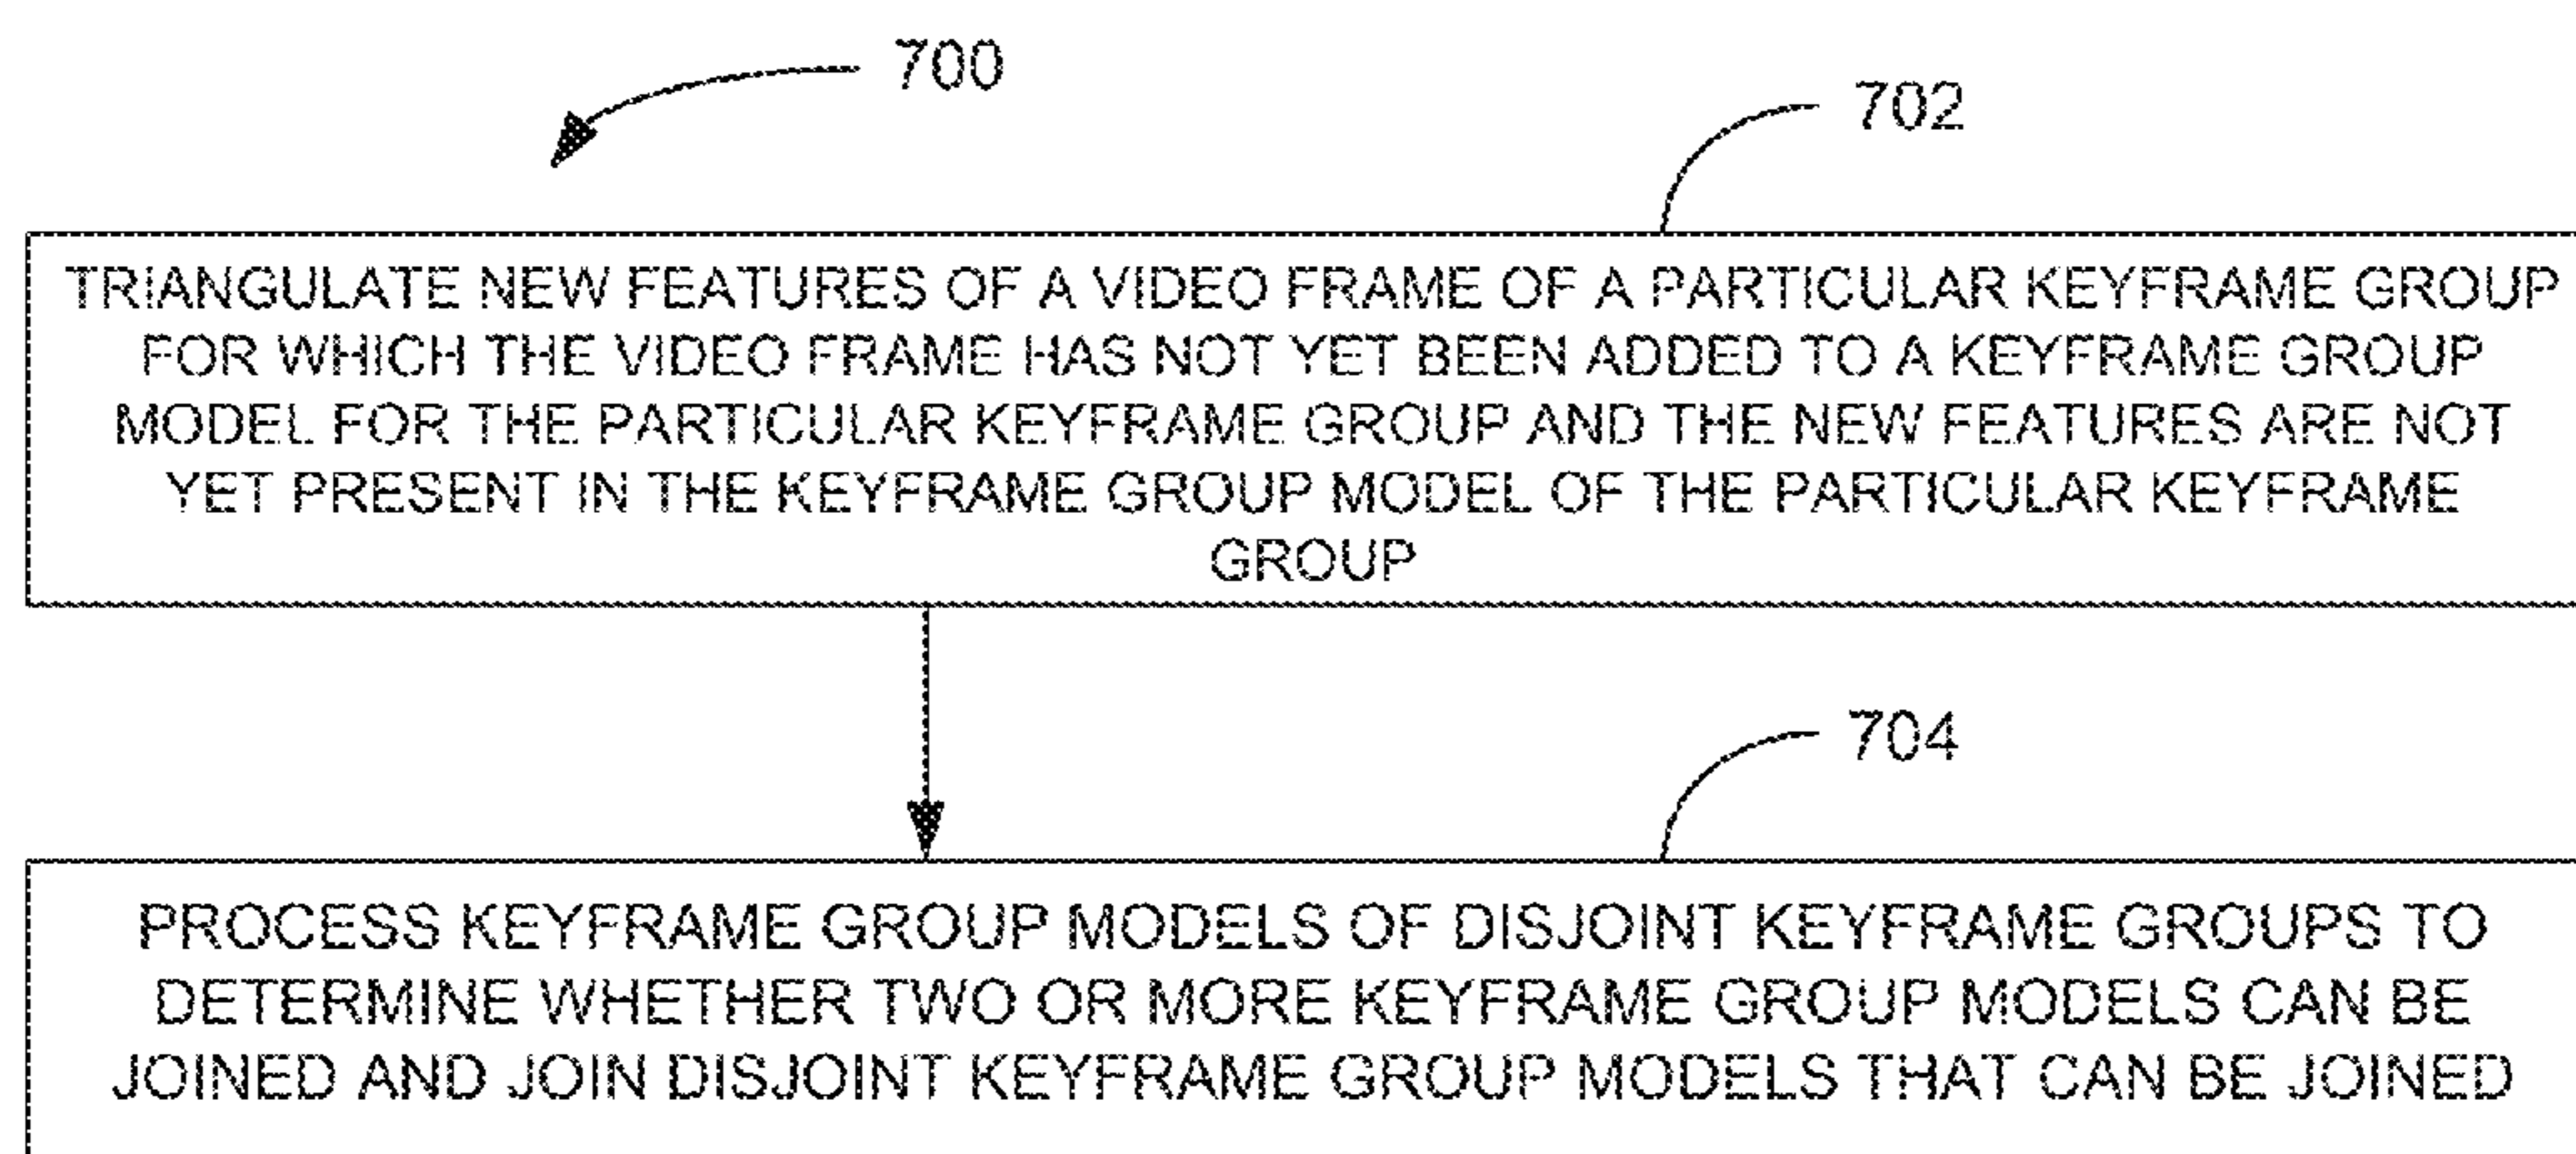 700
702
TRIANGULATE NEW FEATURES OF A VIDEO FRAME OF A PARTICULAR KEYFRAME GROUP
FOR WHICH THE VIDEO FRAME HAS NOT YET BEEN ADDED TO A KEYFRAME GROUP
MODEL FOR THE PARTICULAR KEYFRAME GROUP AND THE NEW FEATURES ARE NOT
YET PRESENT IN THE KEYFRAME GROUP MODEL OF THE PARTICULAR KEYFRAME
GROUP
704
PROCESS KEYFRAME GROUP MODELS OF DISJOINT KEYFRAME GROUPS TO
DETERMINE WHETHER TWO OR MORE KEYFRAME GROUP MODELS CAN BE
JOINED AND JOIN DISJOINT KEYFRAME GROUP MODELS THAT CAN BE JOINED